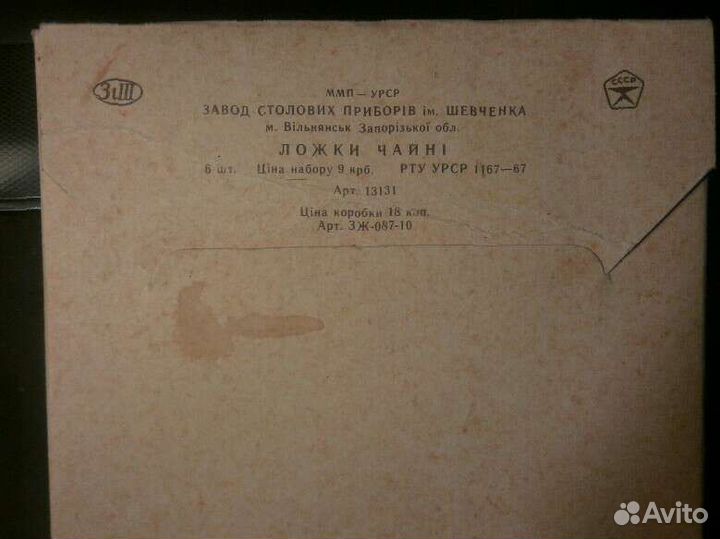 ЗіШ
СССР
ММП — УРСР
ЗАВОД СТОЛОВИХ ПРИБОРІВ ім. ШЕВЧЕНКА
м. Вільнянськ Запорізької обл.
ЛОЖКИ ЧАЙНІ
6 шт. Ціна набору 9 крб. РТУ УРСР 1167—67
Арт. 13131
Ціна коробки 18 коп.
Арт. ЗЖ-087-10
Avito